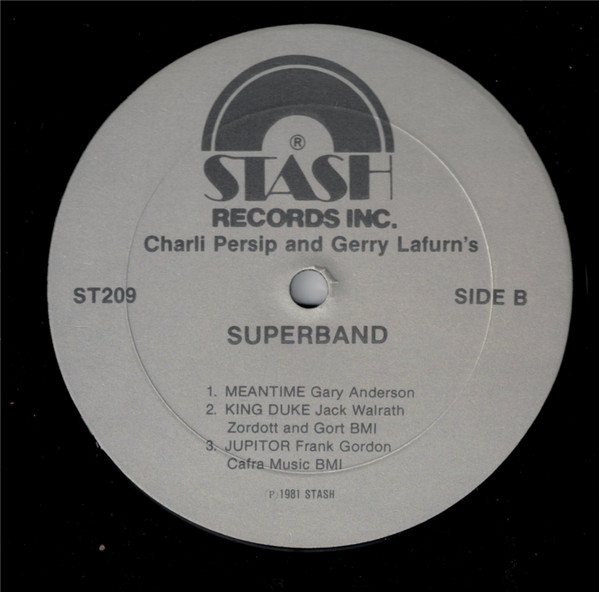 ®
STASH
RECORDS INC.
Charli Persip and Gerry Lafurn's
ST209
SIDE B
SUPERBAND
1. MEANTIME Gary Anderson
2. KING DUKE Jack Walrath
Zordott and Gort BMI
3. JUPITOR Frank Gordon
Cafra Music BMI
(P)1981 STASH